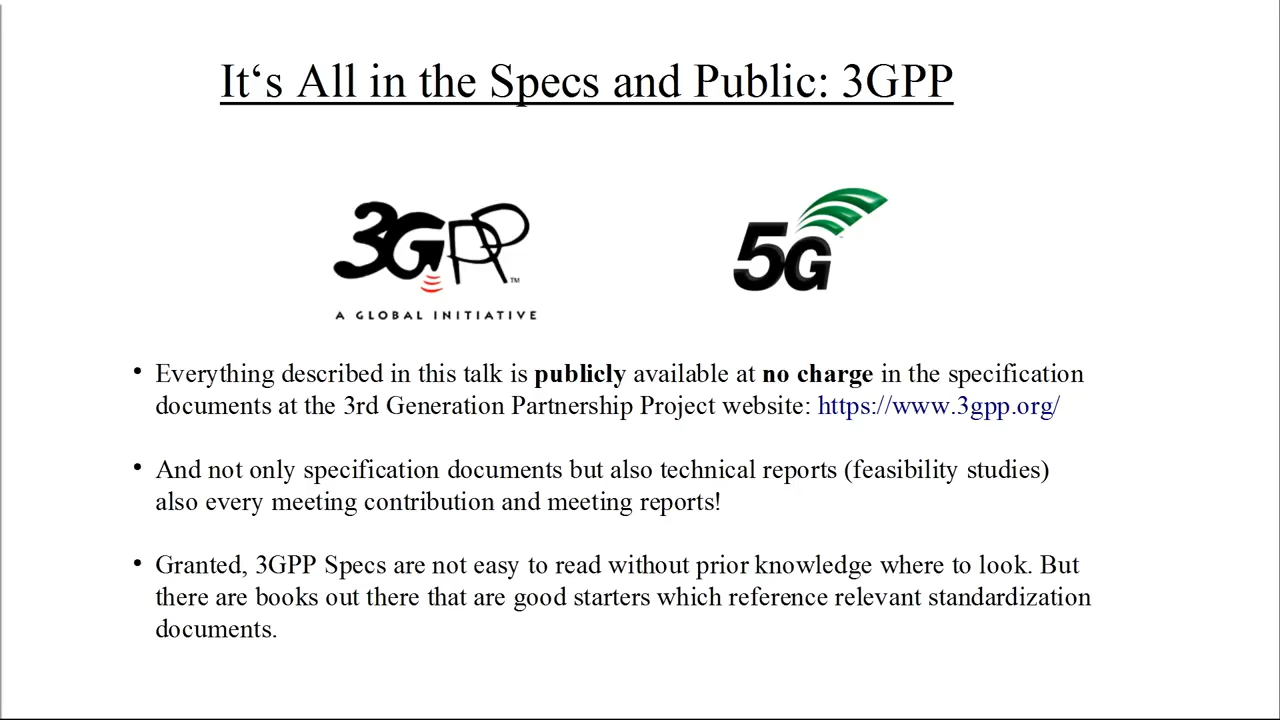 It‘s All in the Specs and Public: 3GPP
3GPP™
A GLOBAL INITIATIVE
5G
• Everything described in this talk is publicly available at no charge in the specification
documents at the 3rd Generation Partnership Project website: https://www.3gpp.org/
• And not only specification documents but also technical reports (feasibility studies)
also every meeting contribution and meeting reports!
• Granted, 3GPP Specs are not easy to read without prior knowledge where to look. But
there are books out there that are good starters which reference relevant standardization
documents.